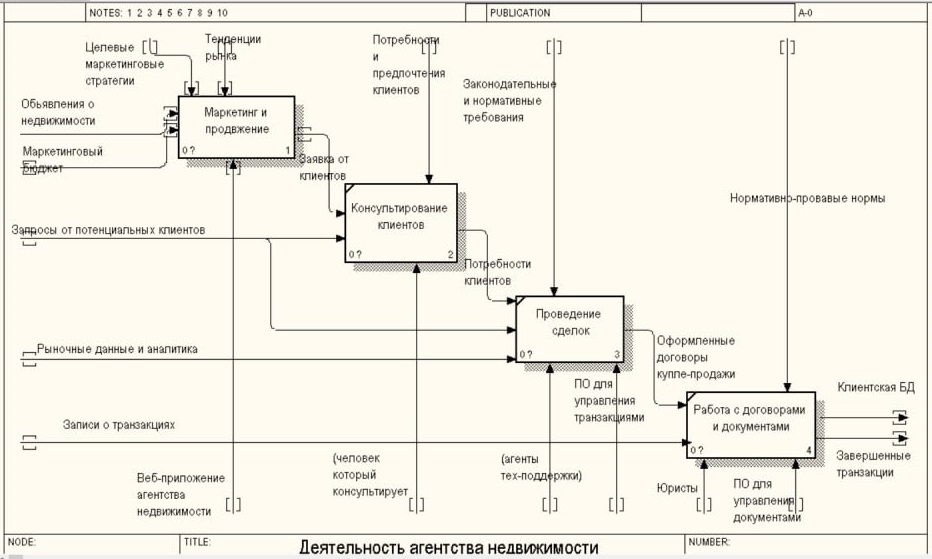 NOTES: 1 2 3 4 5 6 7 8 9 10
PUBLICATION
A-0
Целевые
маркетинговые
стратегии
Тенденции
рынка
Потребности
и
предпочтения
клиентов
Законодательные
и нормативные
требования
Обьявления о
недвижимости
Маркетинговый
бюджет
Маркетинг и
продвжение
0 ?
1
Заявка от
клиентов
Нормативно-провавые нормы
Консультирование
клиентов
0 ?
2
Запросы от потенциальных клиентов
Потребности
клиентов
Проведение
сделок
0 ?
3
Рыночные данные и аналитика
Оформленные
договоры
купле-продажи
ПО для
управления
транзакциями
Клиентская БД
Работа с договорами
и документами
0 ?
4
Записи о транзакциях
Завершенные
транзакции
Веб-приложение
агентства
недвижимости
(человек
который
консультирует
(агенты
тех-поддержки)
Юристы
ПО для
управления
документами
NODE:
TITLE:
Деятельность агентства недвижимости
NUMBER: